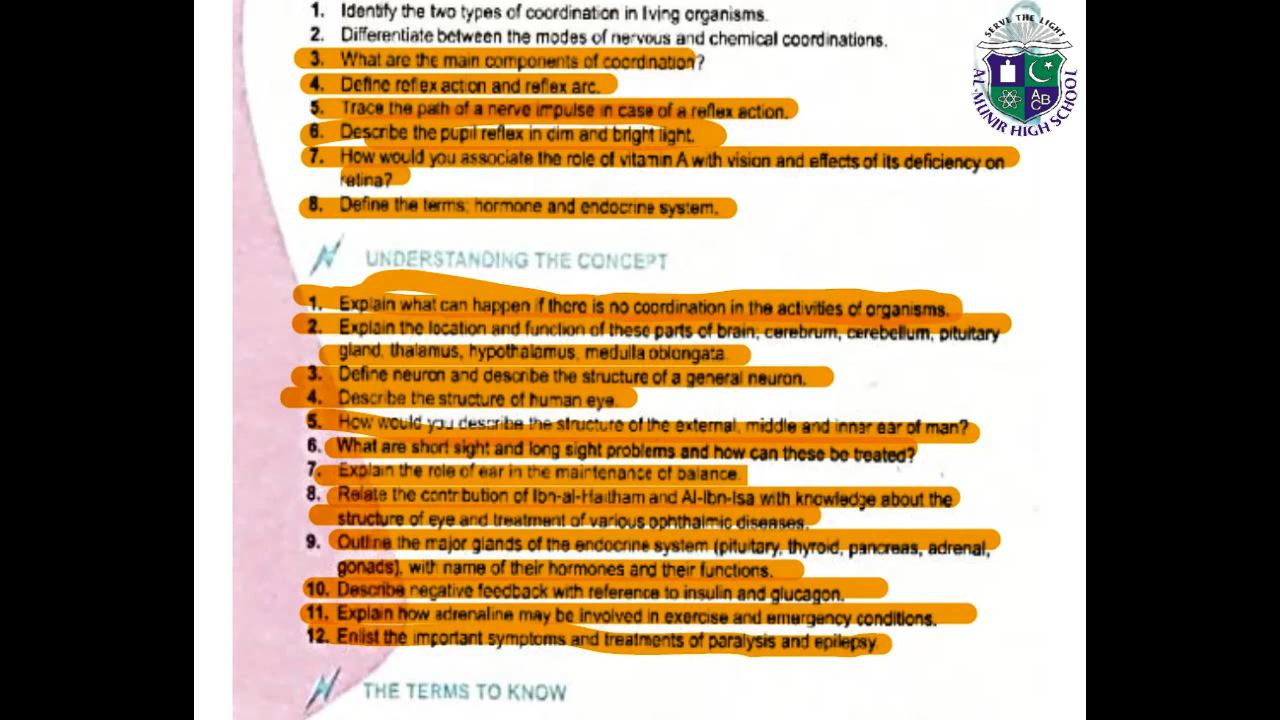 1. Identify the two types of coordination in living organisms.
2. Differentiate between the modes of nervous and chemical coordinations.
3. What are the main components of coordination?
4. Define reflex action and reflex arc.
5. Trace the path of a nerve impulse in case of a reflex action.
6. Describe the pupil reflex in dim and bright light.
7. How would you associate the role of vitamin A with vision and effects of its deficiency on
retina?
8. Define the terms; hormone and endocrine system.
UNDERSTANDING THE CONCEPT
1. Explain what can happen if there is no coordination in the activities of organisms.
2. Explain the location and function of these parts of brain; cerebrum, cerebellum, pituitary
gland, thalamus, hypothalamus, medulla oblongata.
3. Define neuron and describe the structure of a general neuron.
4. Describe the structure of human eye.
5. How would you describe the structure of the external, middle and inner ear of man?
6. What are short sight and long sight problems and how can these be treated?
7. Explain the role of ear in the maintenance of balance.
8. Relate the contribution of Ibn-al-Haitham and Al-Ibn-Isa with knowledge about the
structure of eye and treatment of various ophthalmic diseases.
9. Outline the major glands of the endocrine system (pituitary, thyroid, pancreas, adrenal,
gonads), with name of their hormones and their functions.
10. Describe negative feedback with reference to insulin and glucagon.
11. Explain how adrenaline may be involved in exercise and emergency conditions.
12. Enlist the important symptoms and treatments of paralysis and epilepsy.
THE TERMS TO KNOW
SERVE THE LIGHT
A B C
AL-MUNIR HIGH SCHOOL